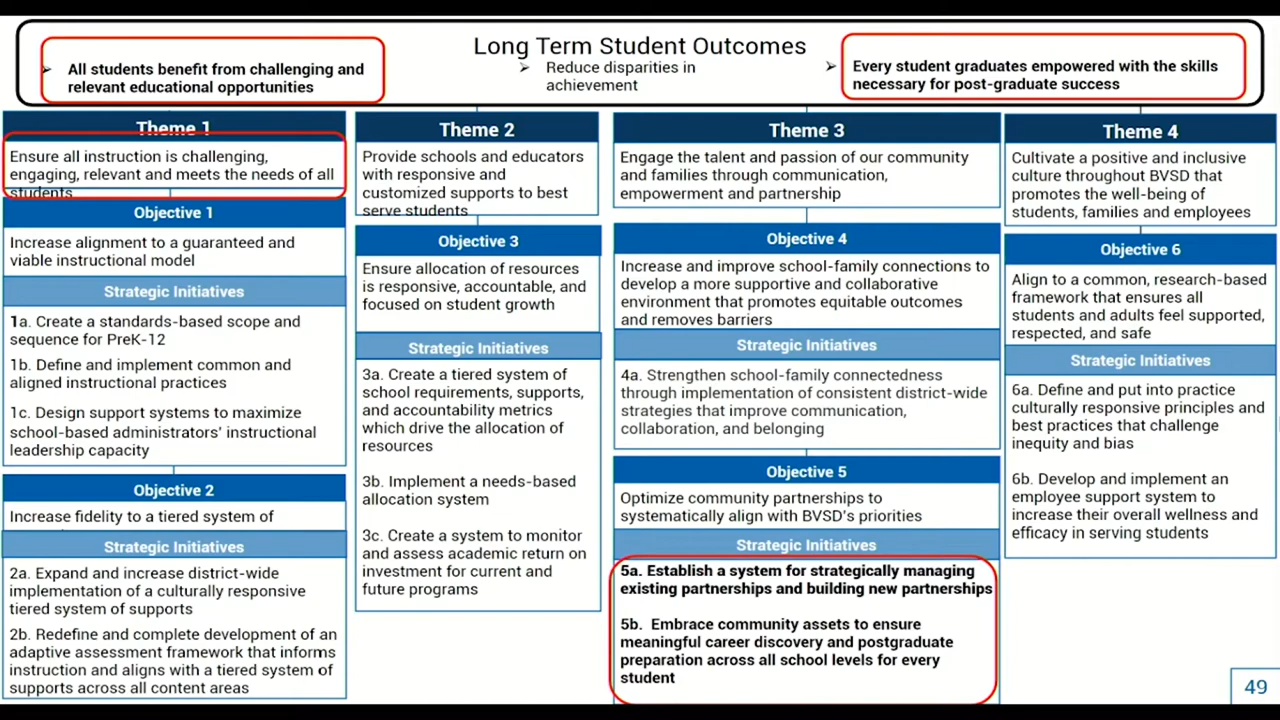 Long Term Student Outcomes
➢ All students benefit from challenging and
relevant educational opportunities
➢ Reduce disparities in
achievement
➢ Every student graduates empowered with the skills
necessary for post-graduate success
Theme 1
Ensure all instruction is challenging,
engaging, relevant and meets the needs of all
students
Objective 1
Increase alignment to a guaranteed and
viable instructional model
Strategic Initiatives
1a. Create a standards-based scope and
sequence for PreK-12
1b. Define and implement common and
aligned instructional practices
1c. Design support systems to maximize
school-based administrators' instructional
leadership capacity
Objective 2
Increase fidelity to a tiered system of
Strategic Initiatives
2a. Expand and increase district-wide
implementation of a culturally responsive
tiered system of supports
2b. Redefine and complete development of an
adaptive assessment framework that informs
instruction and aligns with a tiered system of
supports across all content areas
Theme 2
Provide schools and educators
with responsive and
customized supports to best
serve students
Objective 3
Ensure allocation of resources
is responsive, accountable, and
focused on student growth
Strategic Initiatives
3a. Create a tiered system of
school requirements, supports,
and accountability metrics
which drive the allocation of
resources
3b. Implement a needs-based
allocation system
3c. Create a system to monitor
and assess academic return on
investment for current and
future programs
Theme 3
Engage the talent and passion of our community
and families through communication,
empowerment and partnership
Objective 4
Increase and improve school-family connections to
develop a more supportive and collaborative
environment that promotes equitable outcomes
and removes barriers
Strategic Initiatives
4a. Strengthen school-family connectedness
through implementation of consistent district-wide
strategies that improve communication,
collaboration, and belonging
Objective 5
Optimize community partnerships to
systematically align with BVSD's priorities
Strategic Initiatives
5a. Establish a system for strategically managing
existing partnerships and building new partnerships
5b. Embrace community assets to ensure
meaningful career discovery and postgraduate
preparation across all school levels for every
student
Theme 4
Cultivate a positive and inclusive
culture throughout BVSD that
promotes the well-being of
students, families and employees
Objective 6
Align to a common, research-based
framework that ensures all
students and adults feel supported,
respected, and safe
Strategic Initiatives
6a. Define and put into practice
culturally responsive principles and
best practices that challenge
inequity and bias
6b. Develop and implement an
employee support system to
increase their overall wellness and
efficacy in serving students
49